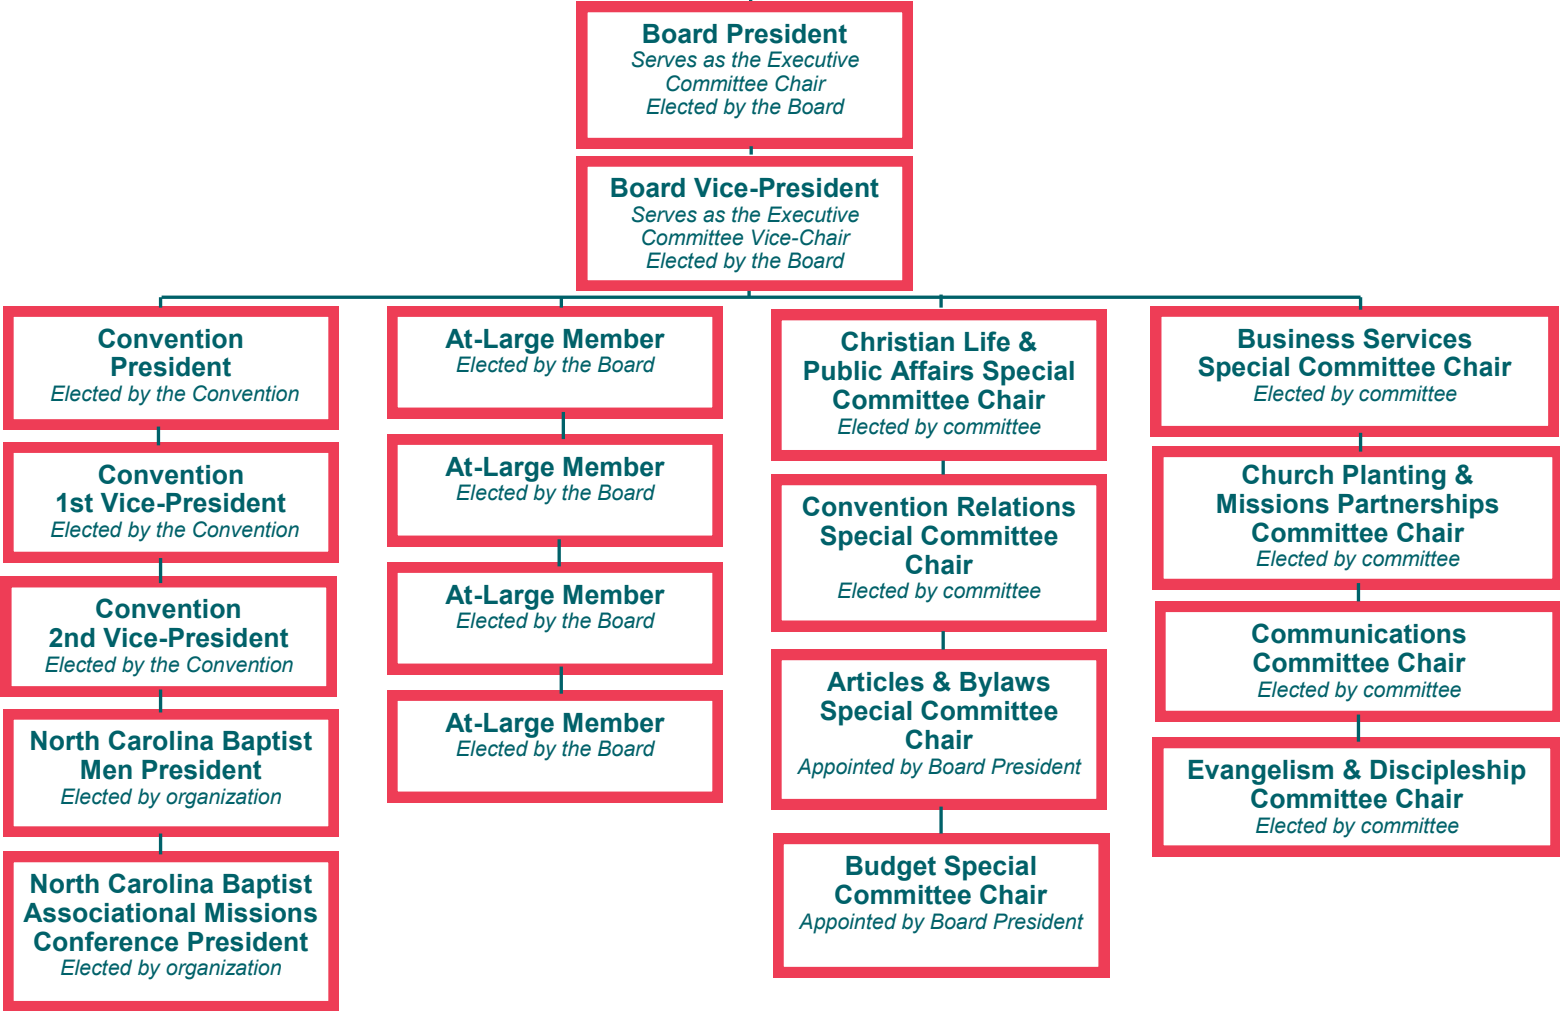 Board President
Serves as the Executive
Committee Chair
Elected by the Board
Board Vice-President
Serves as the Executive
Committee Vice-Chair
Elected by the Board
Convention
President
Elected by the Convention
Convention
1st Vice-President
Elected by the Convention
Convention
2nd Vice-President
Elected by the Convention
North Carolina Baptist
Men President
Elected by organization
North Carolina Baptist
Associational Missions
Conference President
Elected by organization
At-Large Member
Elected by the Board
At-Large Member
Elected by the Board
At-Large Member
Elected by the Board
At-Large Member
Elected by the Board
Christian Life &
Public Affairs Special
Committee Chair
Elected by committee
Convention Relations
Special Committee
Chair
Elected by committee
Articles & Bylaws
Special Committee
Chair
Appointed by Board President
Budget Special
Committee Chair
Appointed by Board President
Business Services
Special Committee Chair
Elected by committee
Church Planting &
Missions Partnerships
Committee Chair
Elected by committee
Communications
Committee Chair
Elected by committee
Evangelism & Discipleship
Committee Chair
Elected by committee